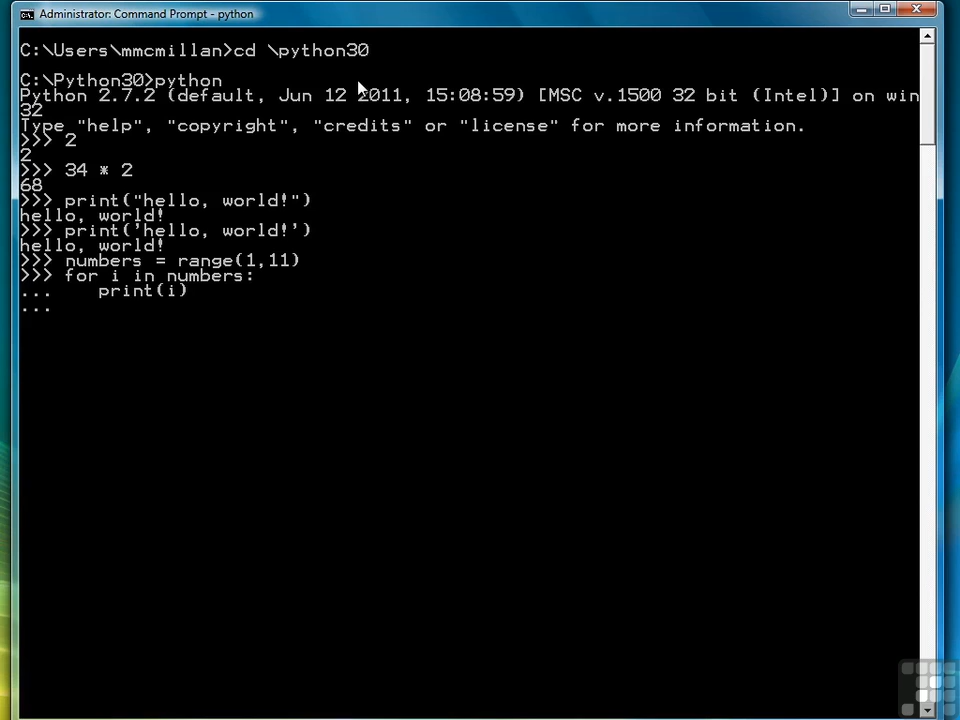 Administrator: Command Prompt - python
C:\Users\mmcmillan>cd \python30
C:\Python30>python
Python 2.7.2 (default, Jun 12 2011, 15:08:59) [MSC v.1500 32 bit (Intel)] on win
32
Type "help", "copyright", "credits" or "license" for more information.
>>> 2
2
>>> 34 * 2
68
>>> print("hello, world!")
hello, world!
>>> print('hello, world!')
hello, world!
>>> numbers = range(1,11)
>>> for i in numbers:
...    print(i)
...